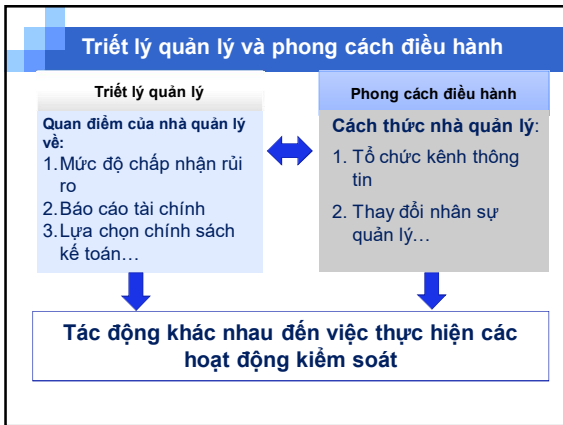 Triết lý quản lý và phong cách điều hành
Triết lý quản lý
Quan điểm của nhà quản lý
về:
1.Mức độ chấp nhận rủi
ro
2.Báo cáo tài chính
3.Lựa chọn chính sách
kế toán…
Phong cách điều hành
Cách thức nhà quản lý:
1. Tổ chức kênh thông
tin
2. Thay đổi nhân sự
quản lý…
Tác động khác nhau đến việc thực hiện các
hoạt động kiểm soát